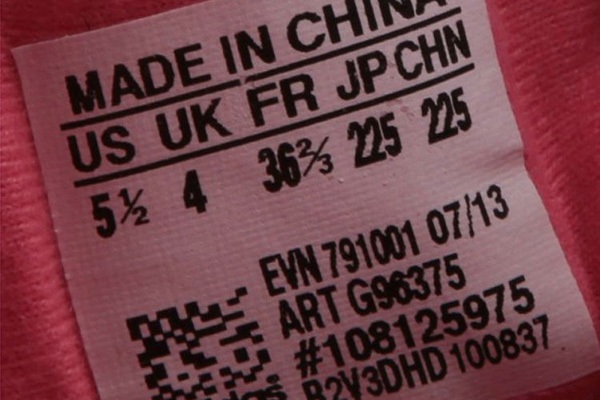 MADE IN CHINA
US UK FR JP CHN
5½ 4 36⅔ 225 225
EVN 791001 07/13
ART G96375
#108125975
R2V3DHD 100837